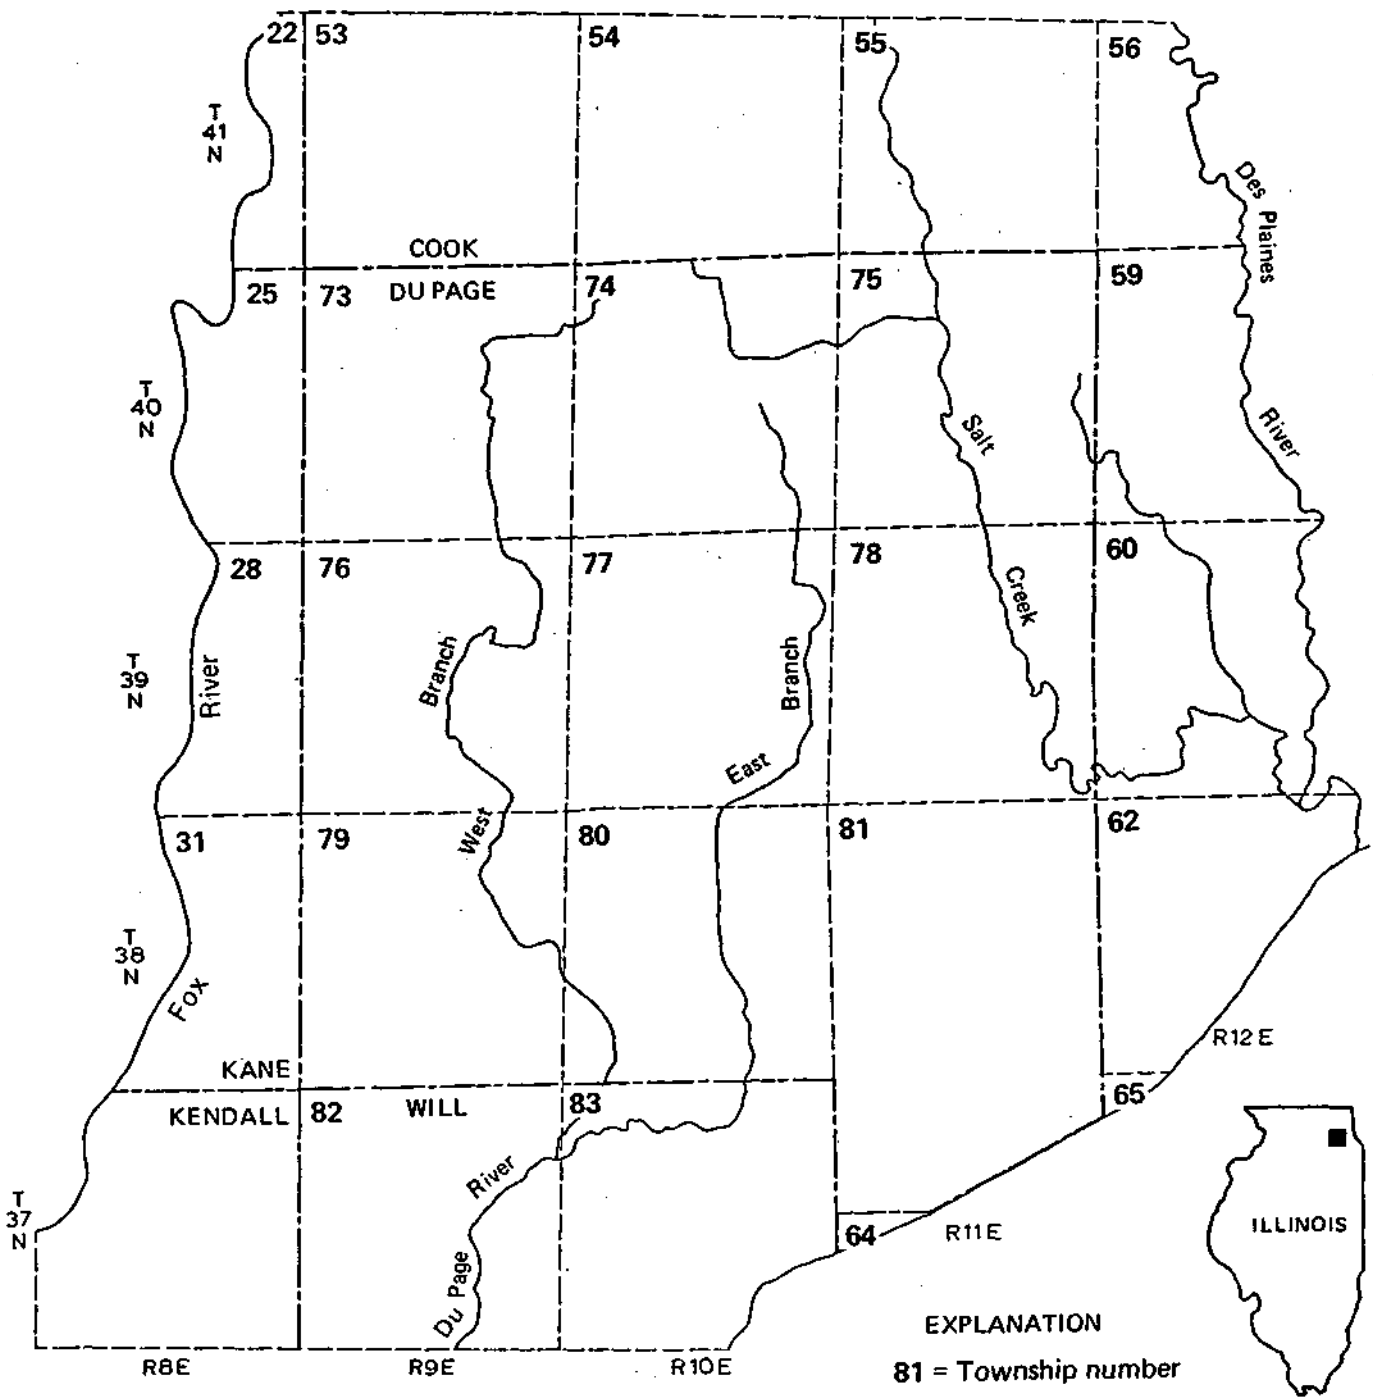 22 53 54 55 56
T
41
N
Des Plaines
COOK
25 73 DU PAGE 74 75 59
T
40
N
Salt
River
28 76 77 78 60
Creek
T
39
N
River
Branch
Branch
East
West
31 79 80 81 62
T
38
N
Fox
R12E
KANE
KENDALL 82 WILL 83 65
River
T
37
N
64 R11E
ILLINOIS
Du Page
EXPLANATION
R8E R9E R10E
81 = Township number